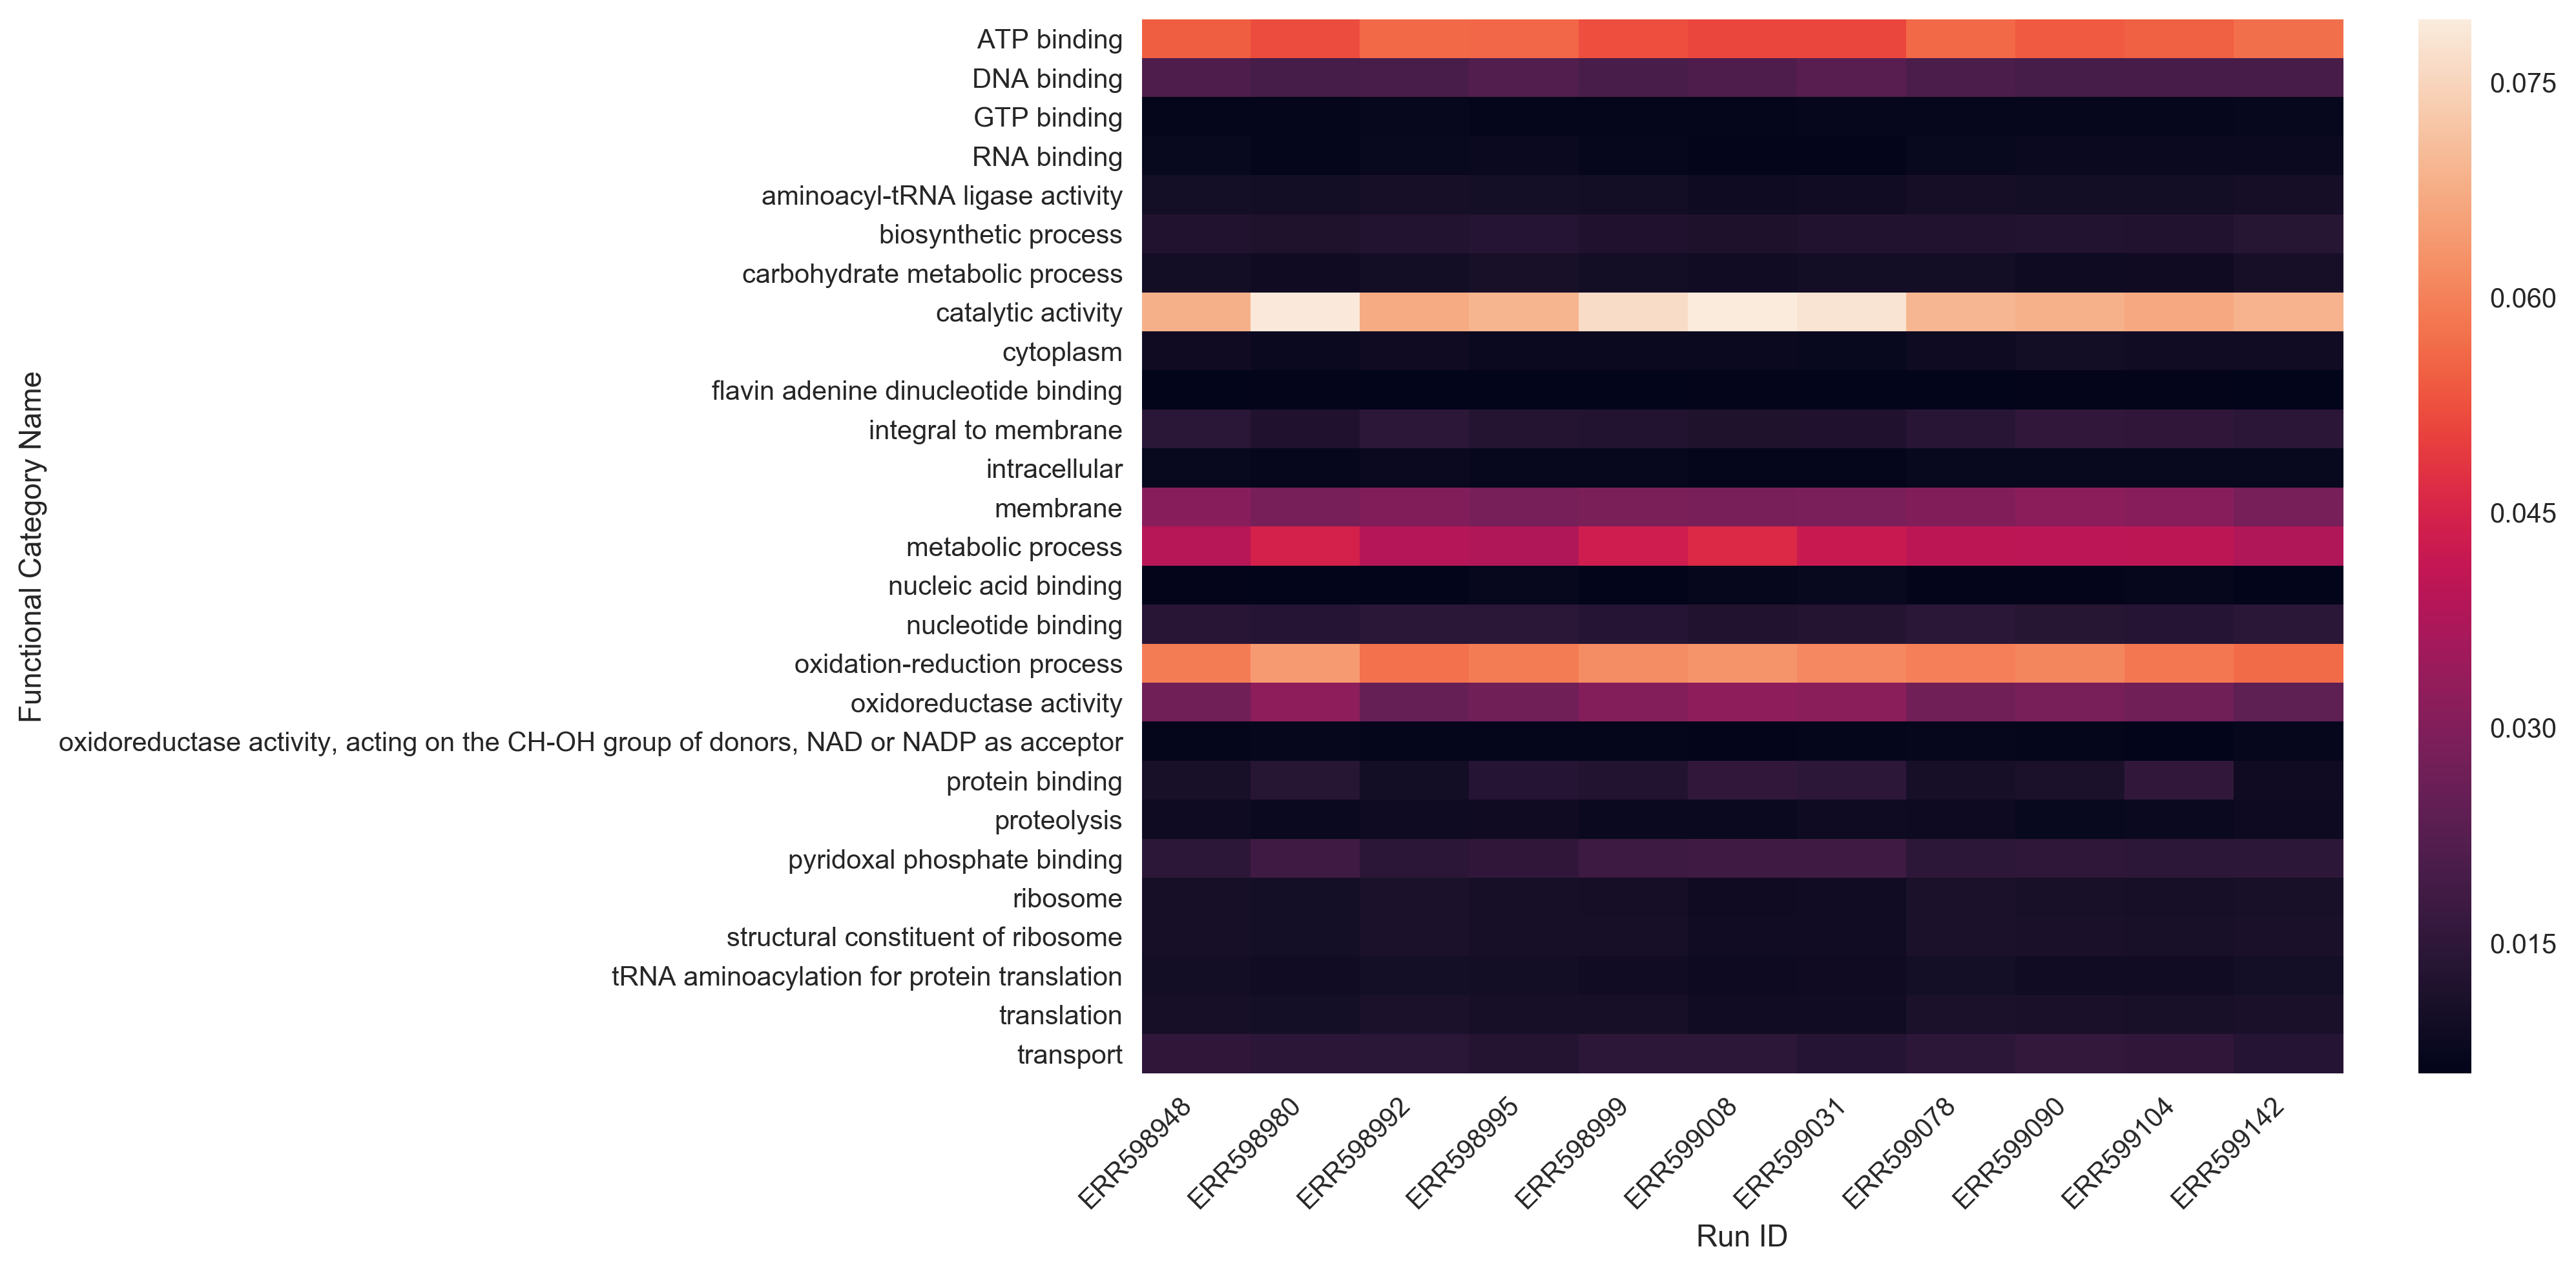 Functional Category Name
ATP binding
DNA binding
GTP binding
RNA binding
aminoacyl-tRNA ligase activity
biosynthetic process
carbohydrate metabolic process
catalytic activity
cytoplasm
flavin adenine dinucleotide binding
integral to membrane
intracellular
membrane
metabolic process
nucleic acid binding
nucleotide binding
oxidation-reduction process
oxidoreductase activity
oxidoreductase activity, acting on the CH-OH group of donors, NAD or NADP as acceptor
protein binding
proteolysis
pyridoxal phosphate binding
ribosome
structural constituent of ribosome
tRNA aminoacylation for protein translation
translation
transport
ERR598948
ERR598980
ERR598992
ERR598995
ERR598999
ERR599008
ERR599031
ERR599078
ERR599090
ERR599104
ERR599142
Run ID
0.075
0.060
0.045
0.030
0.015